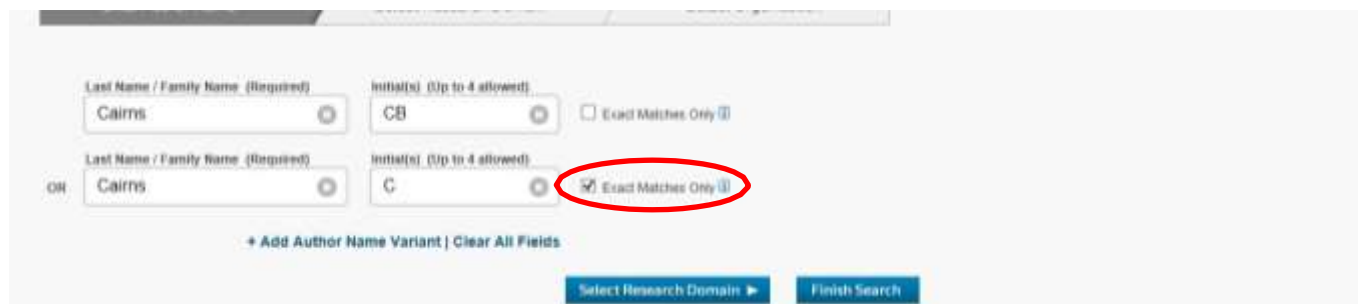 Last Name / Family Name (Required) Initial(s) (Up to 4 allowed)
Cairns CB Exact Matches Only
Last Name / Family Name (Required) Initial(s) (Up to 4 allowed)
OR Cairns C Exact Matches Only
+ Add Author Name Variant | Clear All Fields
Select Research Domain Finish Search